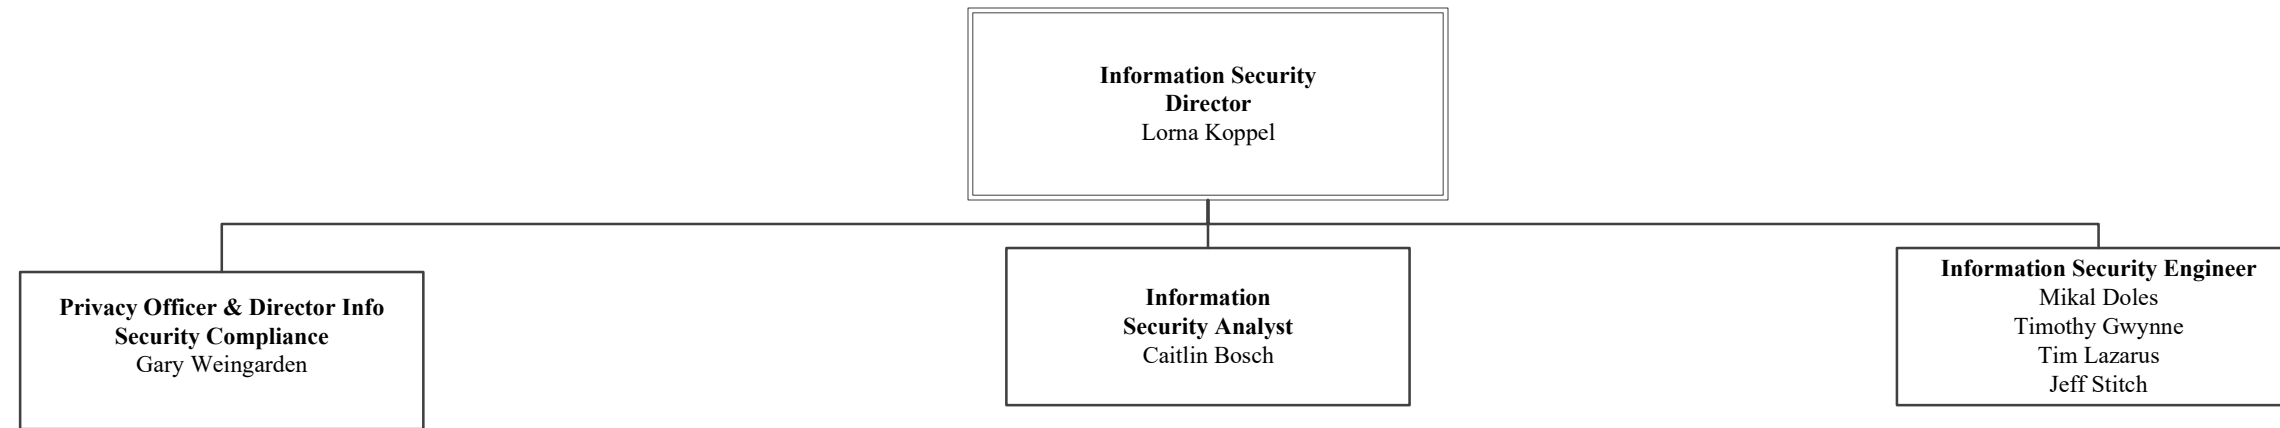 Information Security
Director
Lorna Koppel
Privacy Officer & Director Info
Security Compliance
Gary Weingarden
Information
Security Analyst
Caitlin Bosch
Information Security Engineer
Mikal Doles
Timothy Gwynne
Tim Lazarus
Jeff Stitch